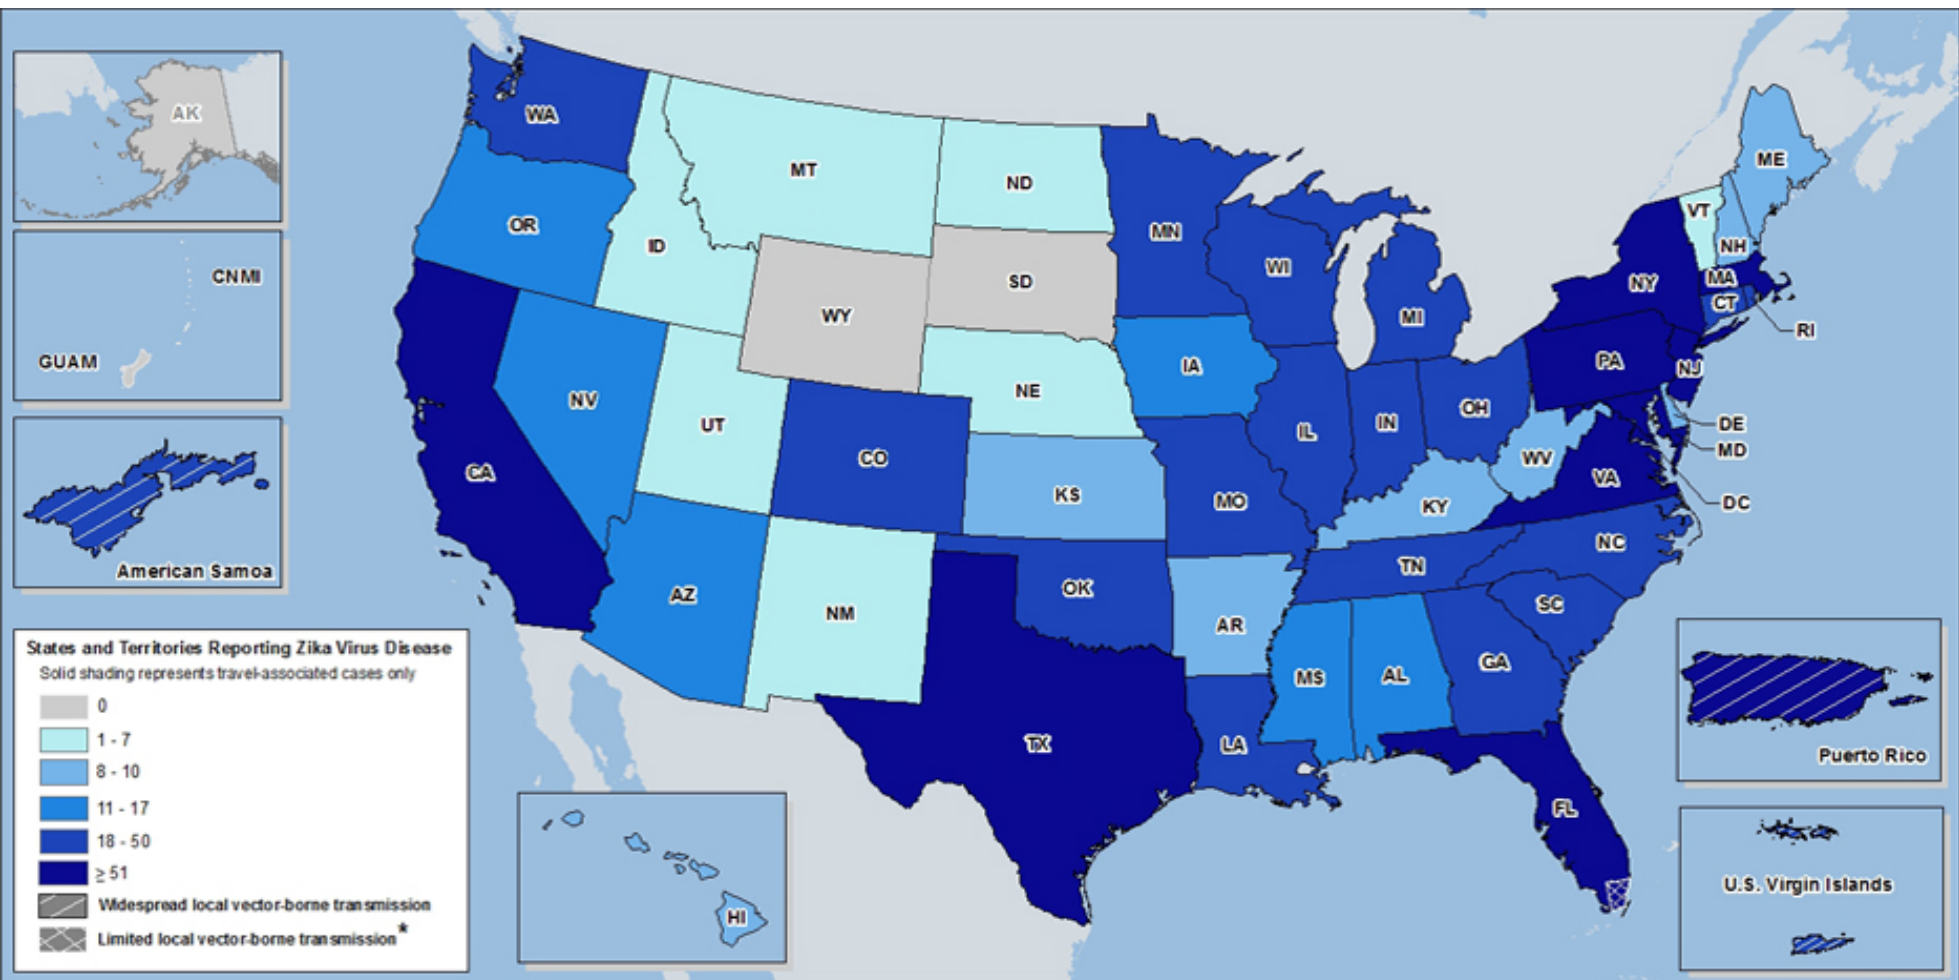 AK
CNMI
GUAM
American Samoa
States and Territories Reporting Zika Virus Disease
Solid shading represents travel-associated cases only
0
1 - 7
8 - 10
11 - 17
18 - 50
≥ 51
Widespread local vector-borne transmission
Limited local vector-borne transmission*
WA
MT
ND
OR
ID
MN
WI
MI
ME
VT
NH
NY
MA
CT
RI
WY
SD
IA
NE
PA
NJ
NV
UT
CO
KS
IL
IN
OH
DE
MD
WV
VA
DC
CA
MO
KY
NC
TN
AZ
NM
OK
AR
SC
MS
AL
GA
TX
LA
FL
HI
Puerto Rico
U.S. Virgin Islands